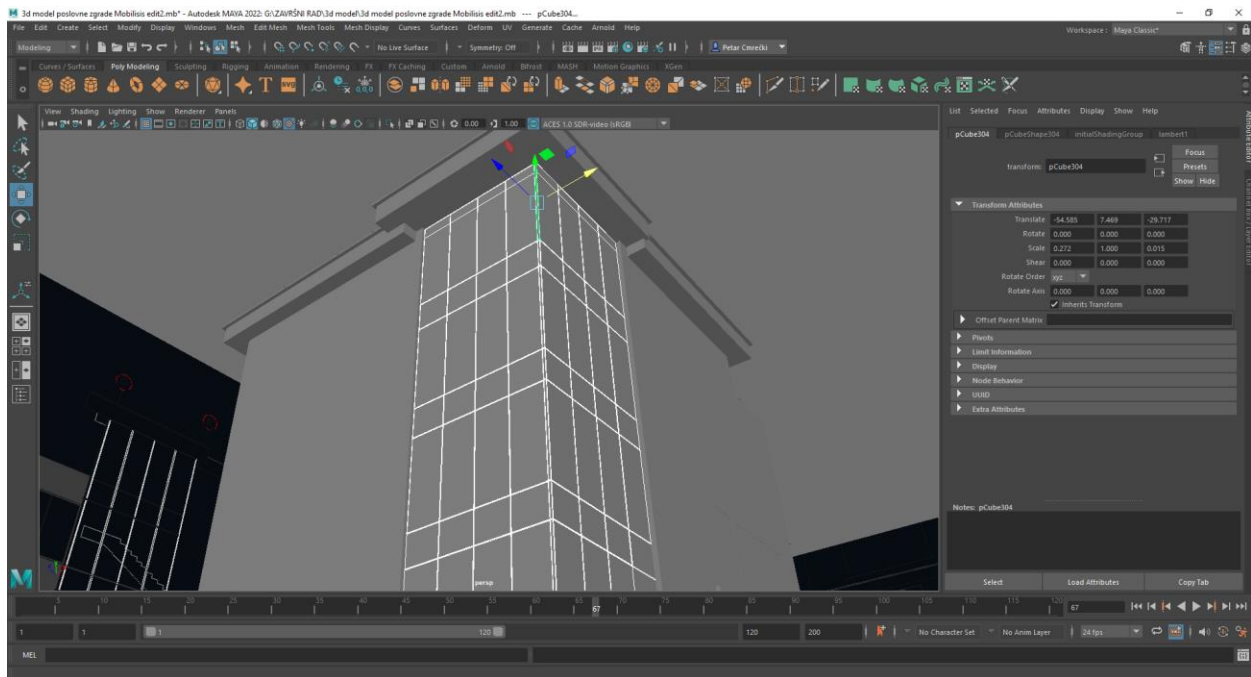 3d model poslovne zgrade Mobilisis edit2.mb* - Autodesk MAYA 2022: G:\ZAVRŠNI RAD\3d model\3d model poslovne zgrade Mobilisis edit2.mb --- pCube304...
File Edit Create Select Modify Display Windows Mesh Edit Mesh Mesh Tools Mesh Display Curves Surfaces Deform UV Generate Cache Arnold Help
Workspace: Maya Classic*
Modeling No Live Surface Symmetry: Off Petar Cmrečki
Curves / Surfaces Poly Modeling Sculpting Rigging Animation Rendering FX FX Caching Custom Arnold Bifrost MASH Motion Graphics XGen
View Shading Lighting Show Renderer Panels
0.00 1.00 ACES 1.0 SDR-video (sRGB)
persp
List Selected Focus Attributes Display Show Help
pCube304 pCubeShape304 initialShadingGroup lambert1
Focus
transform: pCube304 Presets
Show Hide
Transform Attributes
Translate -54.585 7.469 -29.717
Rotate 0.000 0.000 0.000
Scale 0.272 1.000 0.015
Shear 0.000 0.000 0.000
Rotate Order xyz
Rotate Axis 0.000 0.000 0.000
Inherits Transform
Offset Parent Matrix
Pivots
Limit Information
Display
Node Behavior
UUID
Extra Attributes
Notes: pCube304
Select Load Attributes Copy Tab
Attribute Editor
5 10 15 20 25 30 35 40 45 50 55 60 65 67 70 75 80 85 90 95 100 105 110 115 120 67
1 1 1 120 120 200 No Character Set No Anim Layer 24 fps
MEL